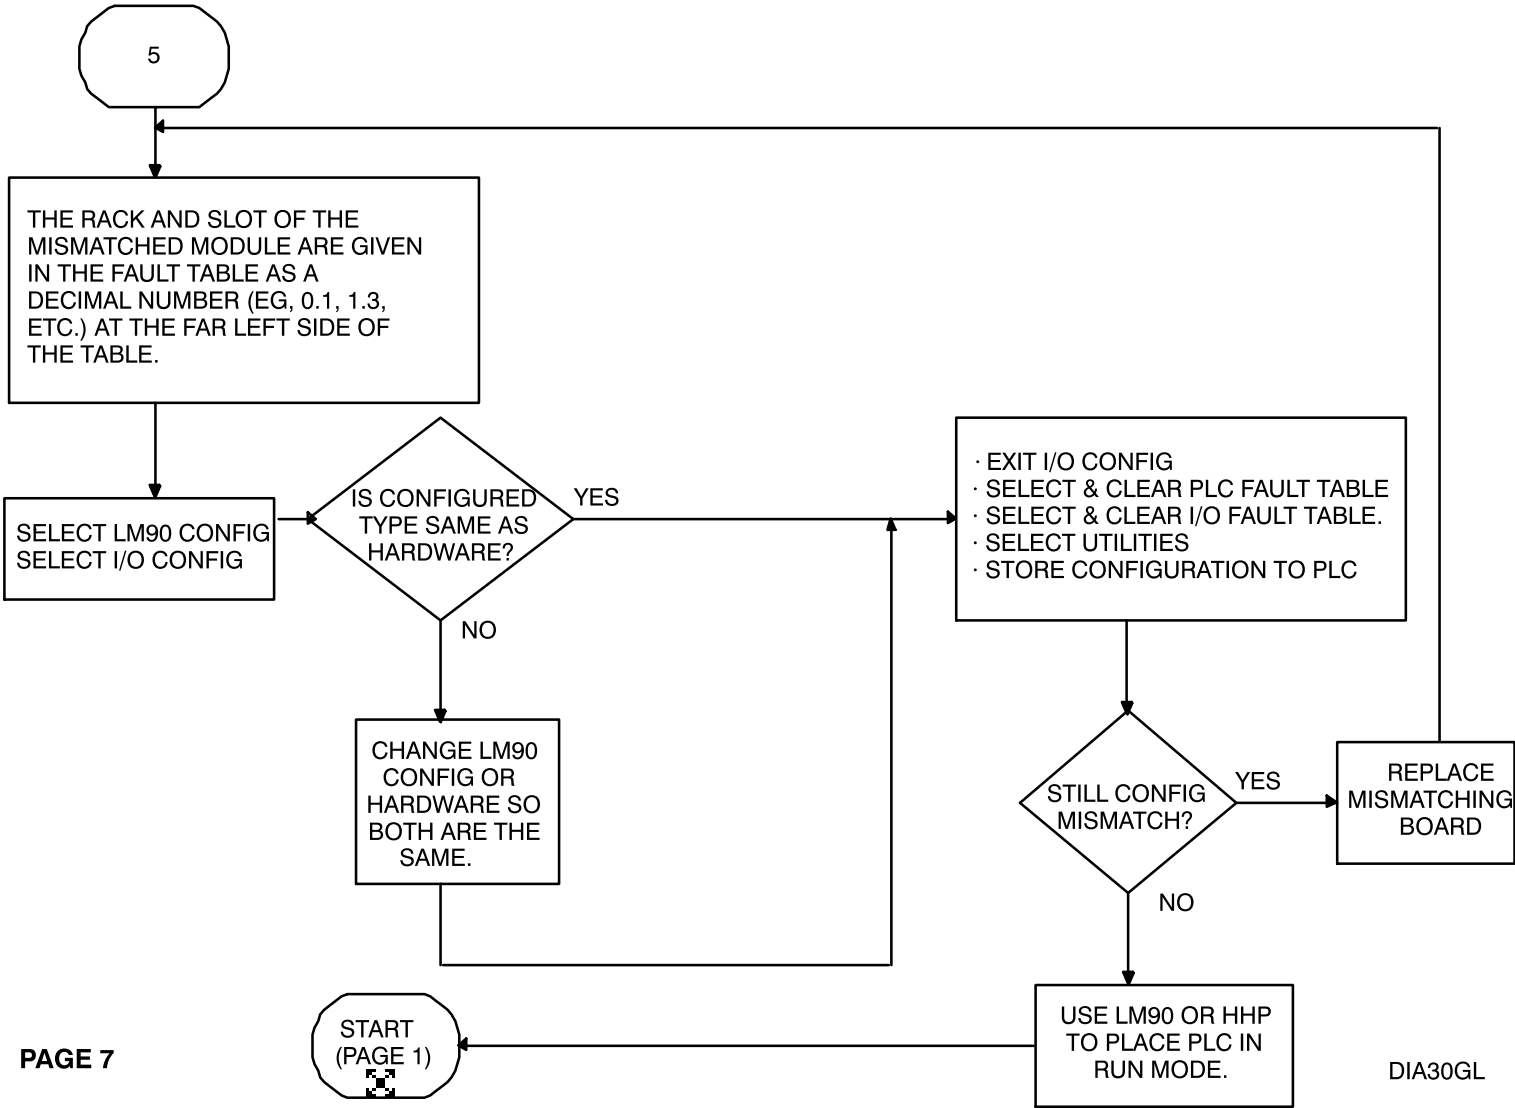 5
THE RACK AND SLOT OF THE
MISMATCHED MODULE ARE GIVEN
IN THE FAULT TABLE AS A
DECIMAL NUMBER (EG, 0.1, 1.3,
ETC.) AT THE FAR LEFT SIDE OF
THE TABLE.
SELECT LM90 CONFIG
SELECT I/O CONFIG
IS CONFIGURED
TYPE SAME AS
HARDWARE?
YES
NO
CHANGE LM90
CONFIG OR
HARDWARE SO
BOTH ARE THE
SAME.
· EXIT I/O CONFIG
· SELECT & CLEAR PLC FAULT TABLE
· SELECT & CLEAR I/O FAULT TABLE.
· SELECT UTILITIES
· STORE CONFIGURATION TO PLC
STILL CONFIG
MISMATCH?
YES
REPLACE
MISMATCHING
BOARD
NO
USE LM90 OR HHP
TO PLACE PLC IN
RUN MODE.
START
(PAGE 1)
PAGE 7
DIA30GL